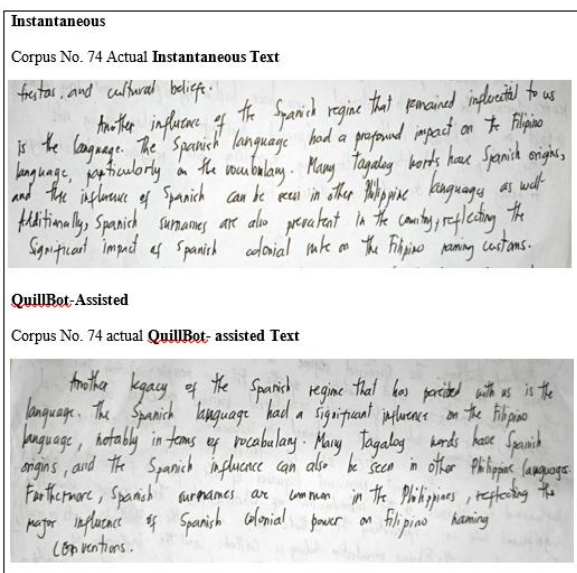 Instantaneous
Corpus No. 74 Actual Instantaneous Text
fiestas, and cultural beliefs.
Another influence of the Spanish regime that remained influential to us
is the language. The Spanish language had a profound impact on the Filipino
language, particularly on the vocabulary. Many Tagalog words have Spanish origins,
and the influence of Spanish can be seen in other Philippine languages as well.
Additionally, Spanish surnames are also prevalent in the country, reflecting the
Significant impact of Spanish colonial rule on the Filipino naming customs.
QuillBot-Assisted
Corpus No. 74 actual QuillBot- assisted Text
Another legacy of the Spanish regime that has persisted with us is the
language. The Spanish language had a significant influence on the Filipino
language, notably in terms of vocabulary. Many Tagalog words have Spanish
origins, and the Spanish influence can also be seen in other Philippine languages.
Furthermore, Spanish surnames are common in the Philippines, reflecting the
major influence of Spanish colonial power on Filipino naming
conventions.